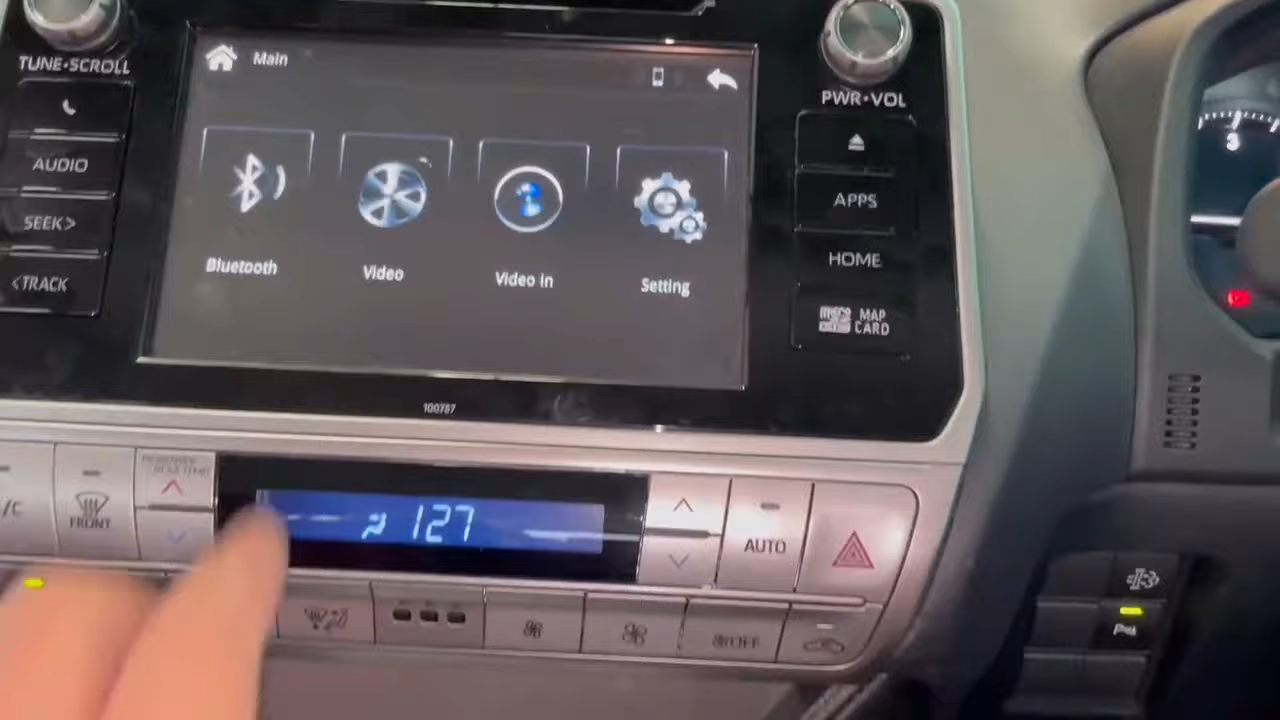 TUNE•SCROLL
AUDIO
SEEK>
<TRACK
Main
Bluetooth
Video
Video in
Setting
PWR•VOL
APPS
HOME
MAP
CARD
100787
3
/C
FRONT
127
AUTO
OFF